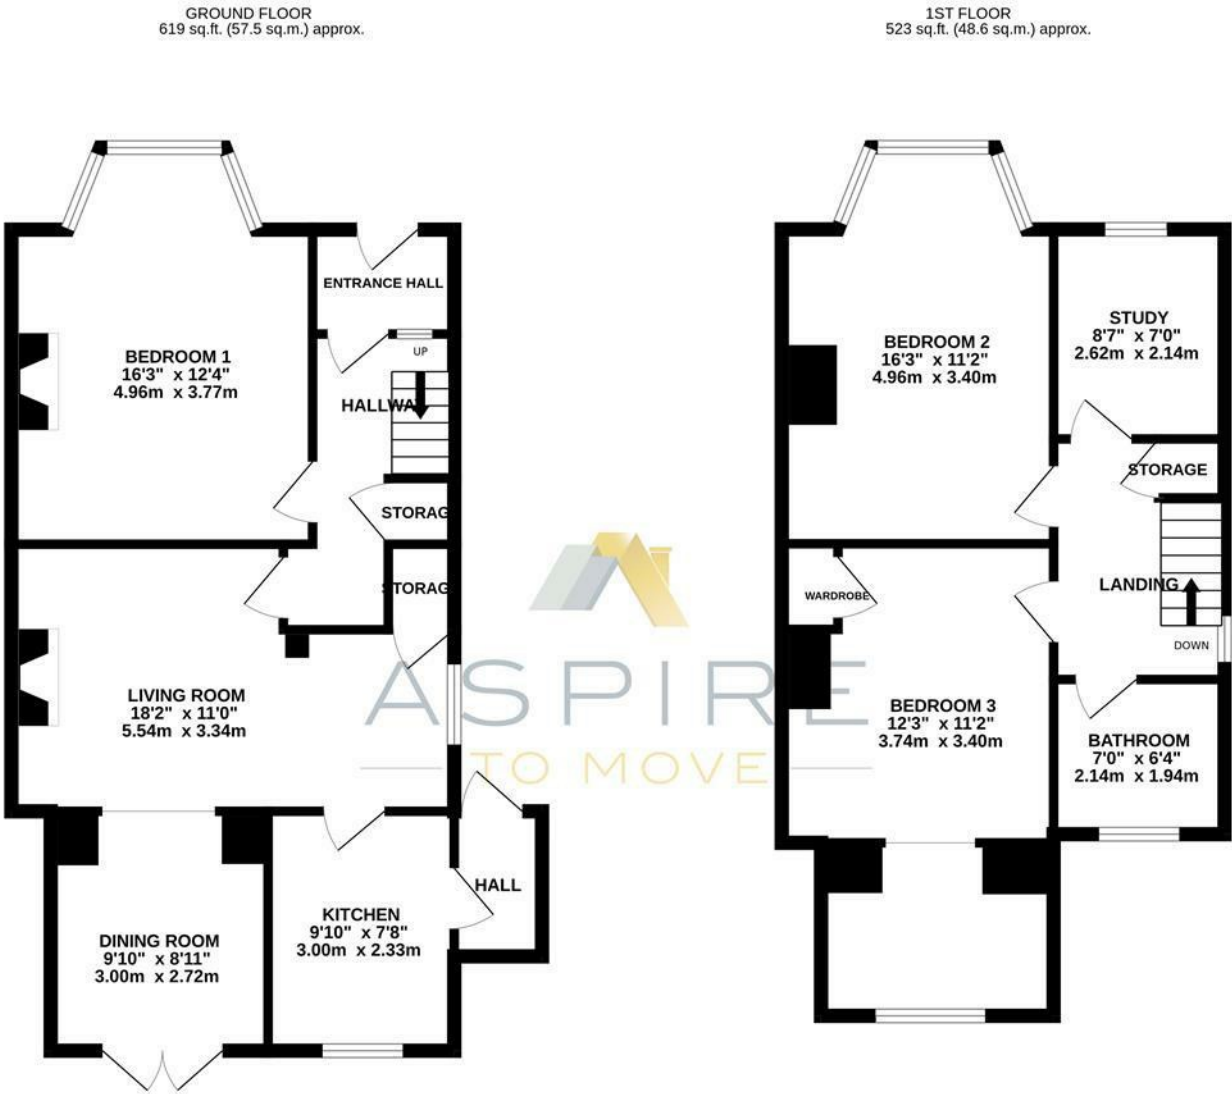 GROUND FLOOR
619 sq.ft. (57.5 sq.m.) approx.
ENTRANCE HALL
UP
BEDROOM 1
16'3" x 12'4"
4.96m x 3.77m
HALLWA
STORAG
STORAG
LIVING ROOM
18'2" x 11'0"
5.54m x 3.34m
HALL
KITCHEN
9'10" x 7'8"
3.00m x 2.33m
DINING ROOM
9'10" x 8'11"
3.00m x 2.72m
1ST FLOOR
523 sq.ft. (48.6 sq.m.) approx.
STUDY
8'7" x 7'0"
2.62m x 2.14m
BEDROOM 2
16'3" x 11'2"
4.96m x 3.40m
STORAGE
LANDING
WARDROBE
DOWN
BEDROOM 3
12'3" x 11'2"
3.74m x 3.40m
BATHROOM
7'0" x 6'4"
2.14m x 1.94m
ASPIRE
TO MOVE